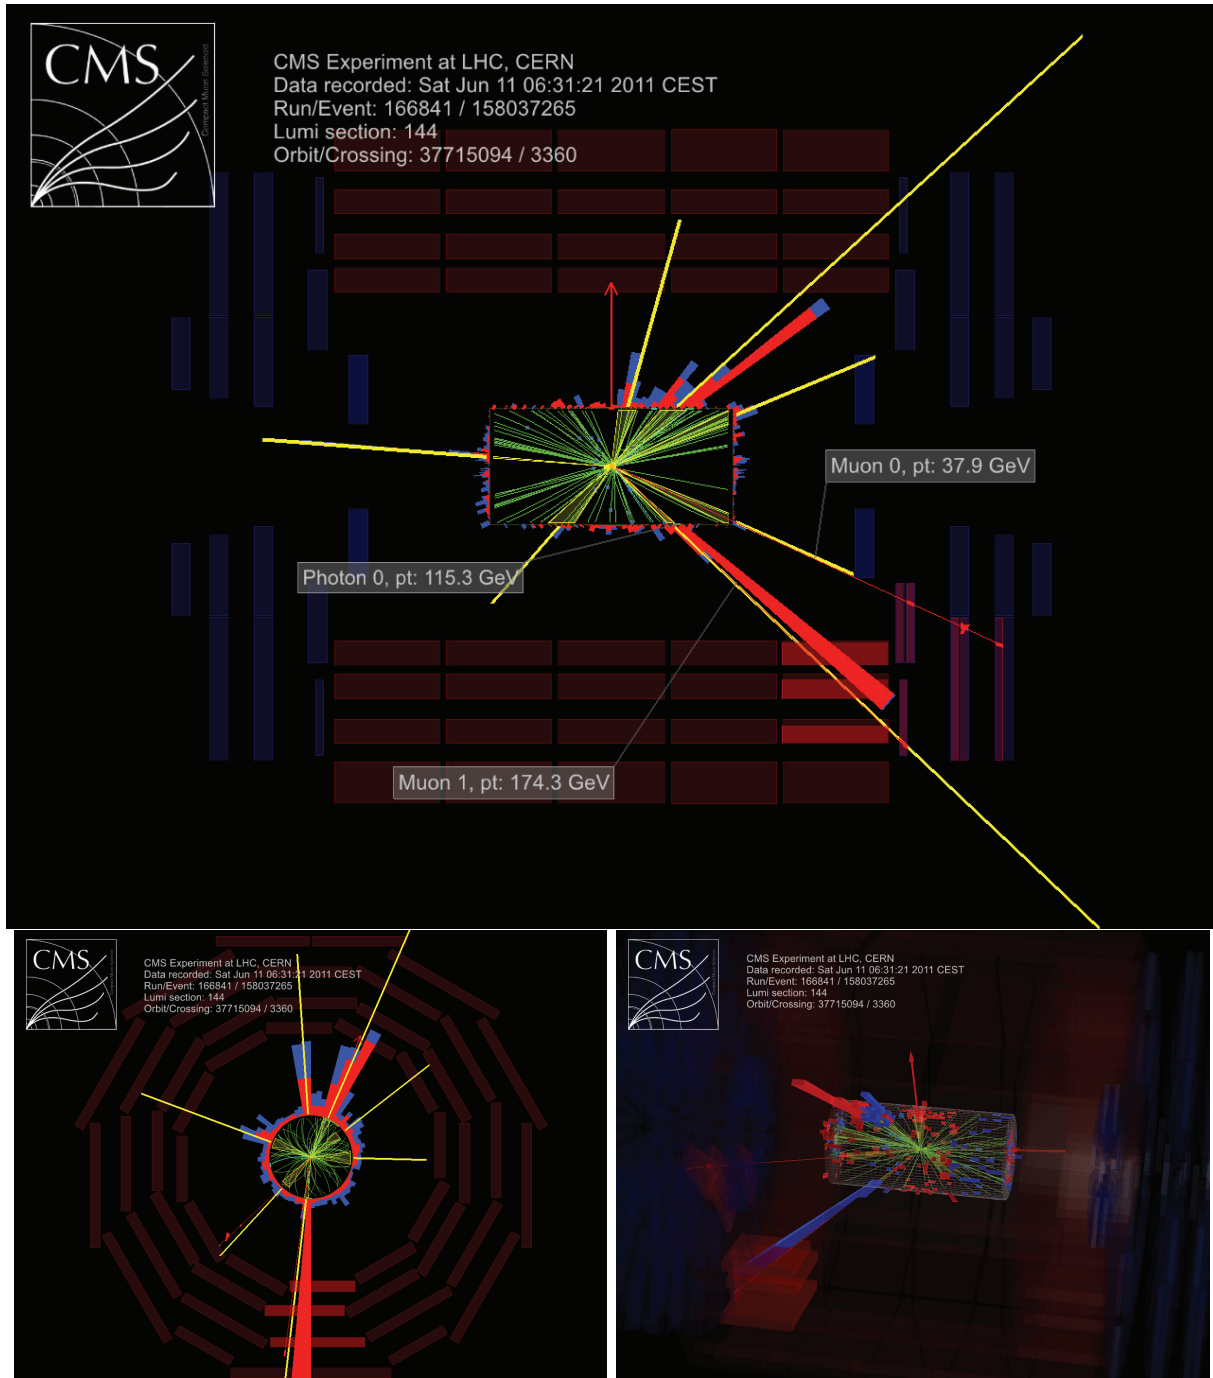 CMS
Compact Muon Solenoid
CMS Experiment at LHC, CERN
Data recorded: Sat Jun 11 06:31:21 2011 CEST
Run/Event: 166841 / 158037265
Lumi section: 144
Orbit/Crossing: 37715094 / 3360
Muon 0, pt: 37.9 GeV
Photon 0, pt: 115.3 GeV
Muon 1, pt: 174.3 GeV
CMS
CMS Experiment at LHC, CERN
Data recorded: Sat Jun 11 06:31:21 2011 CEST
Run/Event: 166841 / 158037265
Lumi section: 144
Orbit/Crossing: 37715094 / 3360
CMS
CMS Experiment at LHC, CERN
Data recorded: Sat Jun 11 06:31:21 2011 CEST
Run/Event: 166841 / 158037265
Lumi section: 144
Orbit/Crossing: 37715094 / 3360